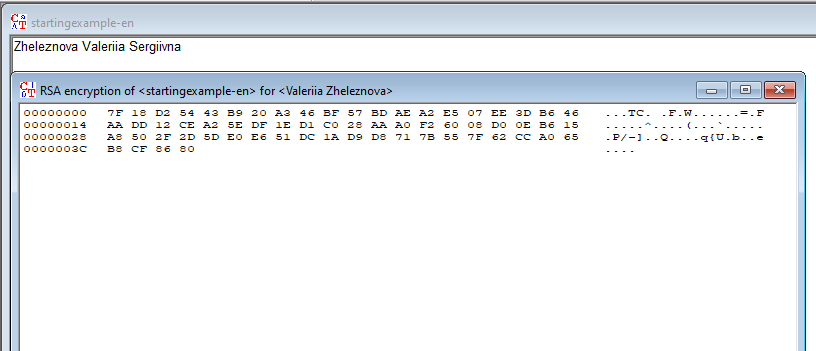 startingexample-en
Zheleznova Valeriia Sergiivna
RSA encryption of <startingexample-en> for <Valeriia Zheleznova>
00000000 7F 18 D2 54 43 B9 20 A3 46 BF 57 BD AE A2 E5 07 EE 3D B6 46 ...TC. .F.W......=.F
00000014 AA DD 12 CE A2 5E DF 1E D1 C0 28 AA A0 F2 60 08 D0 0E B6 15 .....^....(...`.....
00000028 A8 50 2F 2D 5D E0 E6 51 DC 1A D9 D8 71 7B 55 7F 62 CC A0 65 .P/-]..Q....q{U.b..e
0000003C B8 CF 86 80 ....